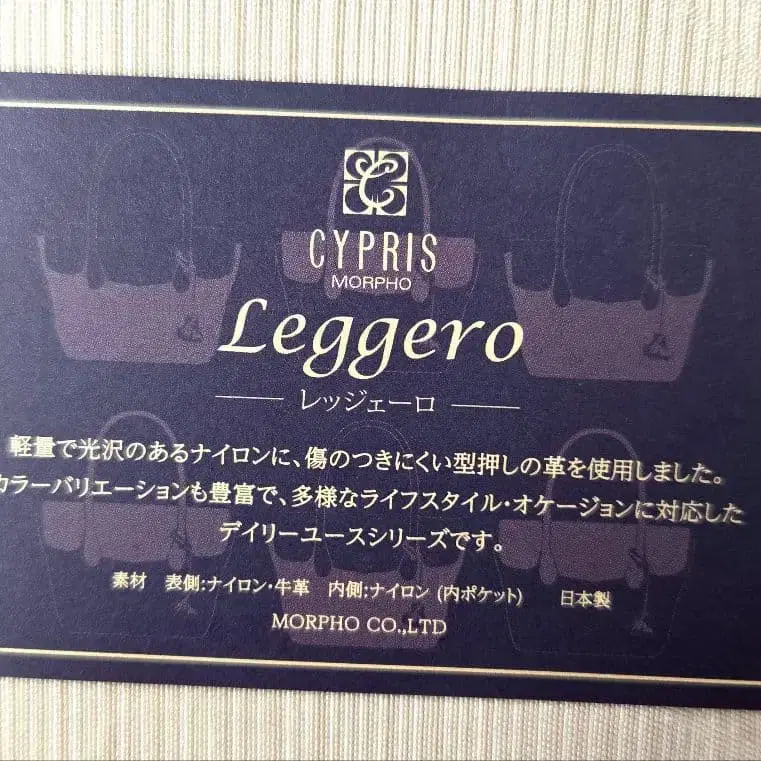 CYPRIS
MORPHO
Leggero
レッジェーロ
軽量で光沢のあるナイロンに、傷のつきにくい型押しの革を使用しました。
カラーバリエーションも豊富で、多様なライフスタイル・オケージョンに対応した
デイリーユースシリーズです。
素材 表側:ナイロン・牛革 内側:ナイロン (内ポケット) 日本製
MORPHO CO.,LTD